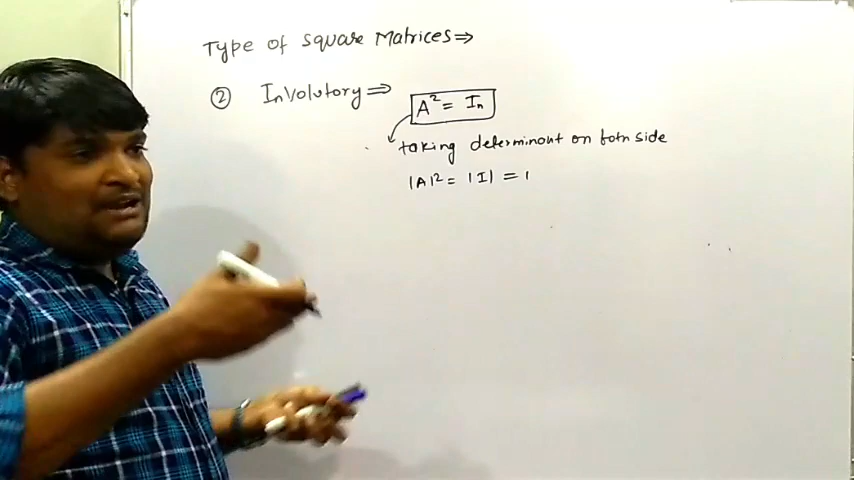 Type of Square Matrices ⇒
② Involutory ⇒
A² = Iₙ
taking determinant on both side
|A|² = |I| = 1